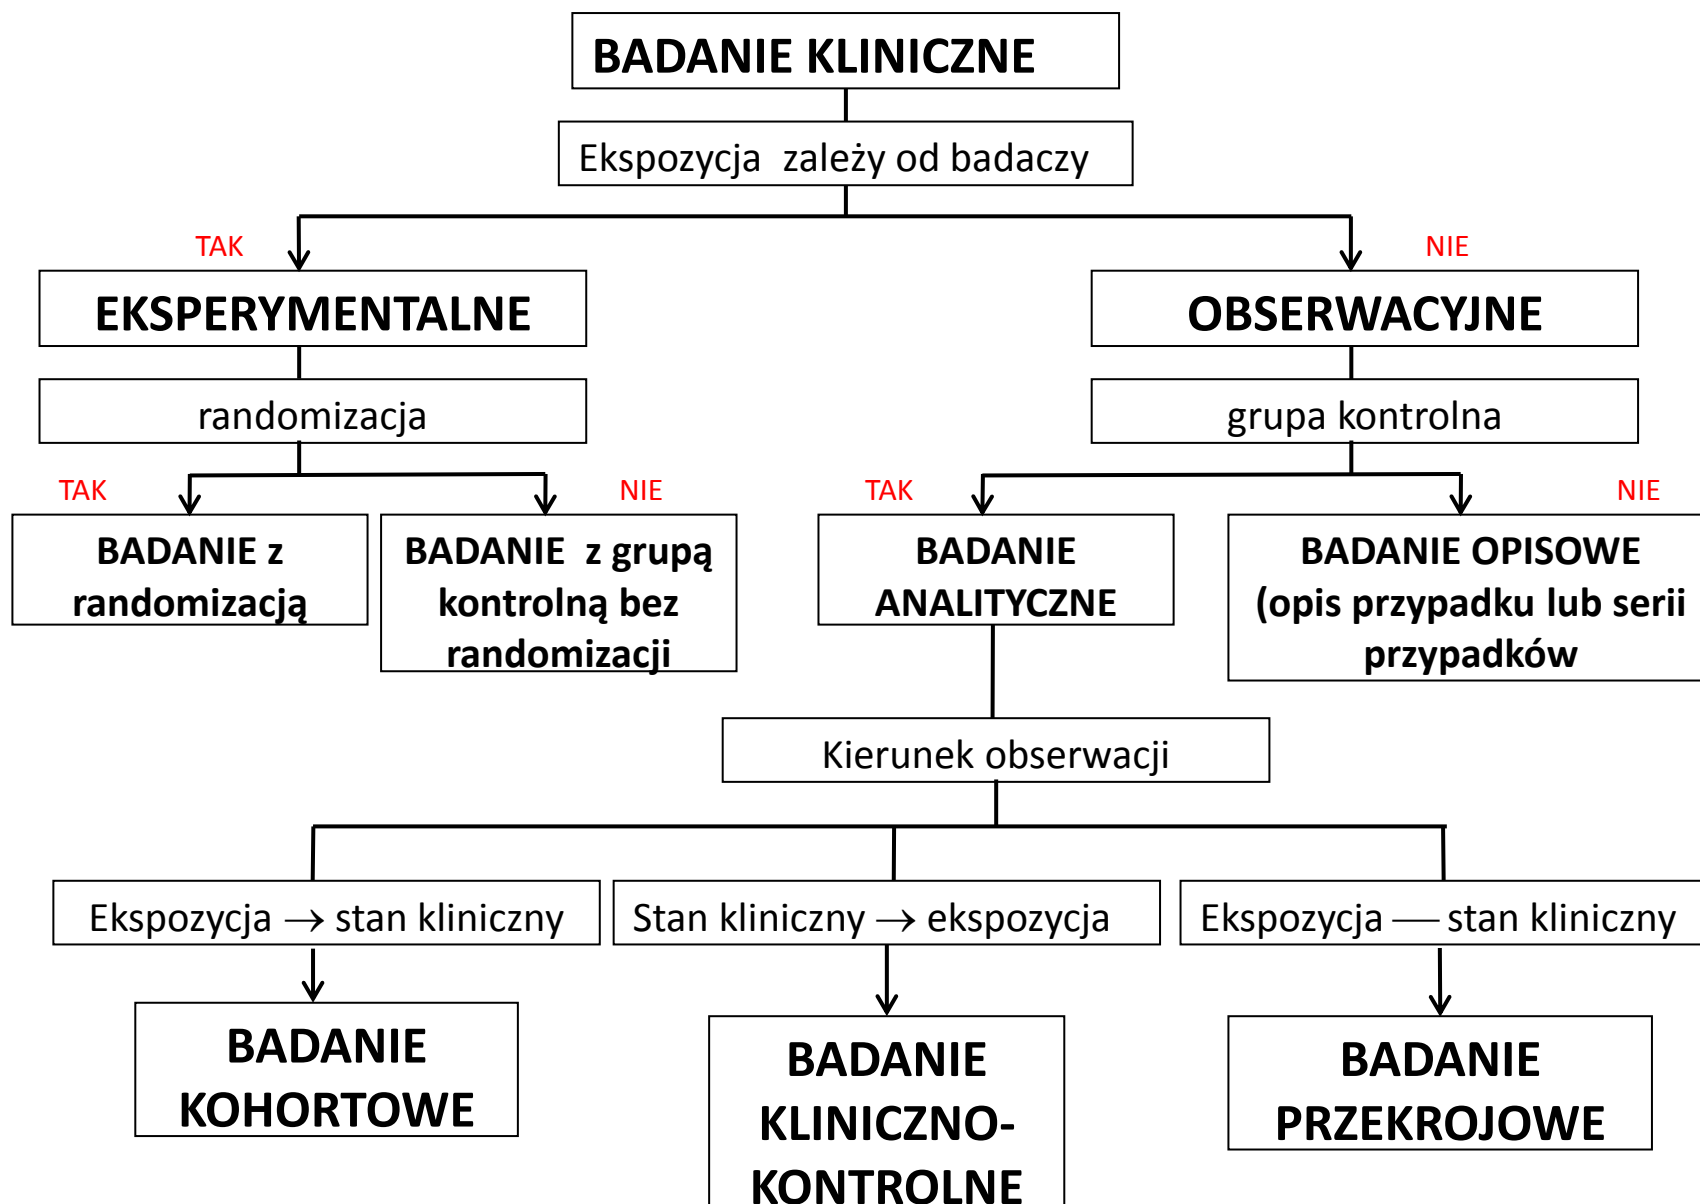 BADANIE KLINICZNE
Ekspozycja zależy od badaczy
TAK
NIE
EKSPERYMENTALNE
OBSERWACYJNE
randomizacja
grupa kontrolna
TAK
NIE
TAK
NIE
BADANIE z
randomizacją
BADANIE z grupą
kontrolną bez
randomizacji
BADANIE
ANALITYCZNE
BADANIE OPISOWE
(opis przypadku lub serii
przypadków
Kierunek obserwacji
Ekspozycja → stan kliniczny
Stan kliniczny → ekspozycja
Ekspozycja — stan kliniczny
BADANIE
KOHORTOWE
BADANIE
KLINICZNO-
KONTROLNE
BADANIE
PRZEKROJOWE